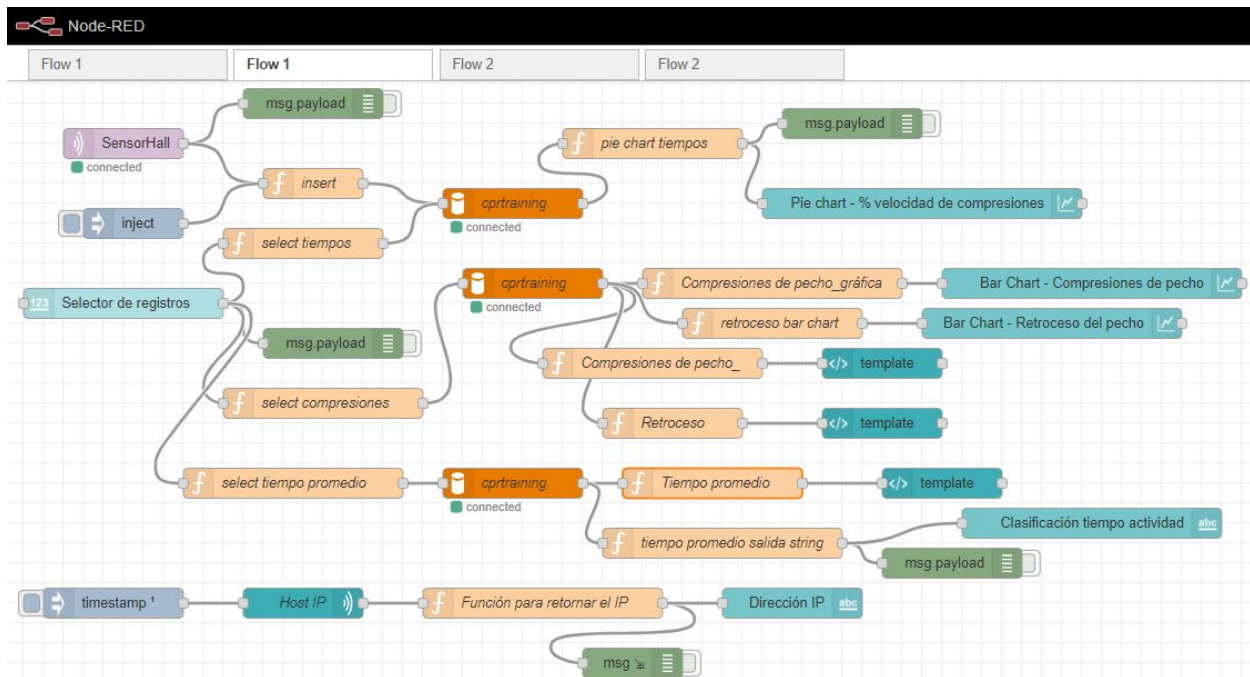 Node-RED
Flow 1
Flow 1
Flow 2
Flow 2
msg.payload
SensorHall
connected
pie chart tiempos
msg.payload
insert
inject
cprtraining
connected
Pie chart - % velocidad de compresiones
select tiempos
123
Selector de registros
cprtraining
connected
Compresiones de pecho_gráfica
Bar Chart - Compresiones de pecho
retroceso bar chart
Bar Chart - Retroceso del pecho
msg.payload
Compresiones de pecho_
</> template
select compresiones
Retroceso
</> template
select tiempo promedio
cprtraining
connected
Tiempo promedio
</> template
Clasificación tiempo actividad
abc
tiempo promedio salida string
msg.payload
timestamp ¹
Host IP
Función para retornar el IP
Dirección IP
abc
msg